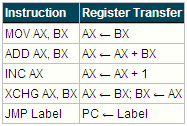 Instruction Register Transfer
MOV AX, BX AX ← BX
ADD AX, BX AX ← AX + BX
INC AX AX ← AX + 1
XCHG AX, BX AX ← BX; BX ← AX
JMP Label PC ← Label